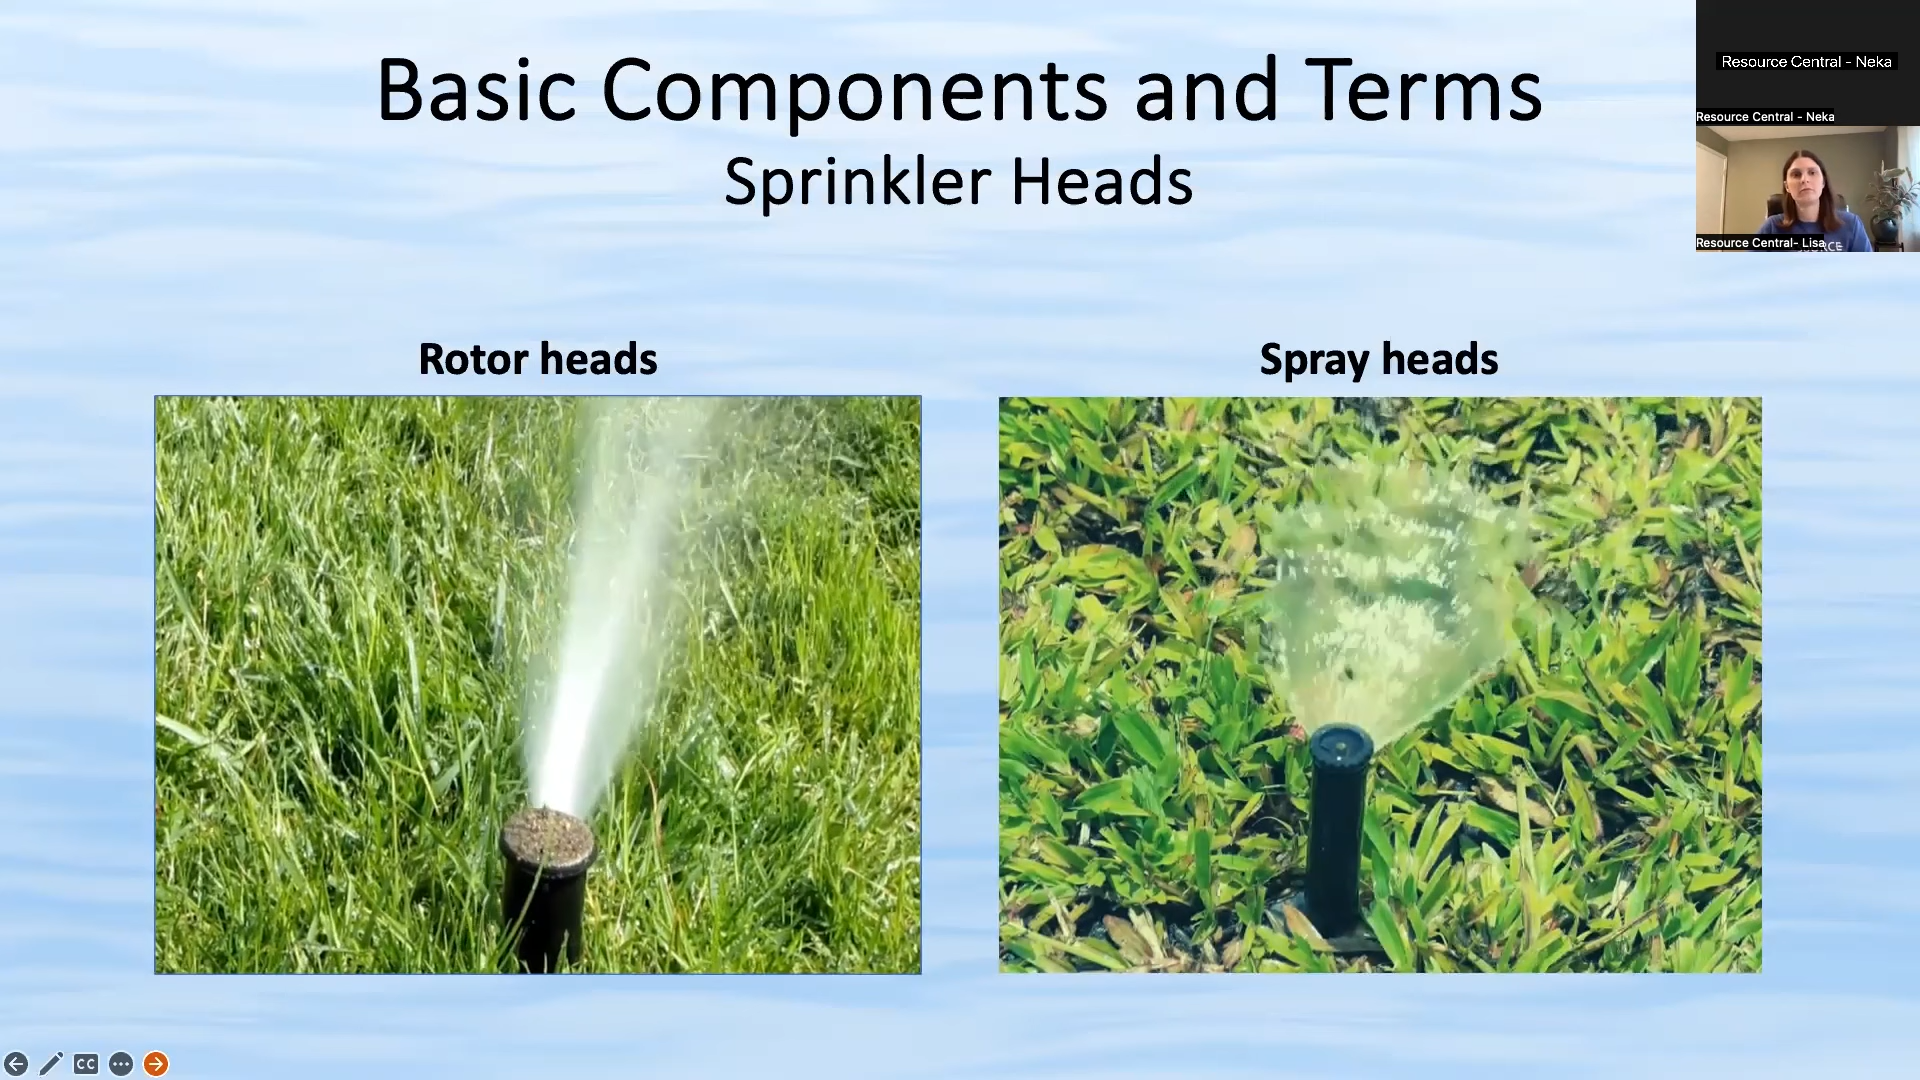 Basic Components and Terms
Sprinkler Heads
Resource Central - Neka
Resource Central - Neka
Resource Central- Lisa
RCE
Rotor heads
Spray heads
CC